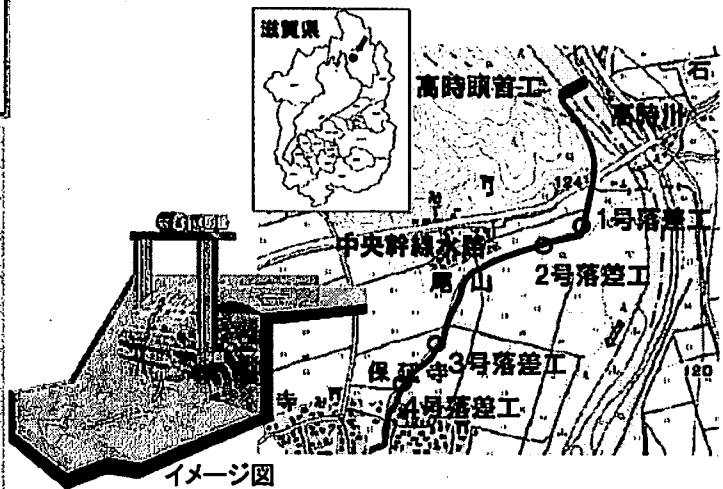 滋賀県
石
高時頭首工
高時川
124
1号落差工
中央幹線水路
2号落差工
尾山
3号落差工
120
保延寺
4号落差工
寺
イメージ図